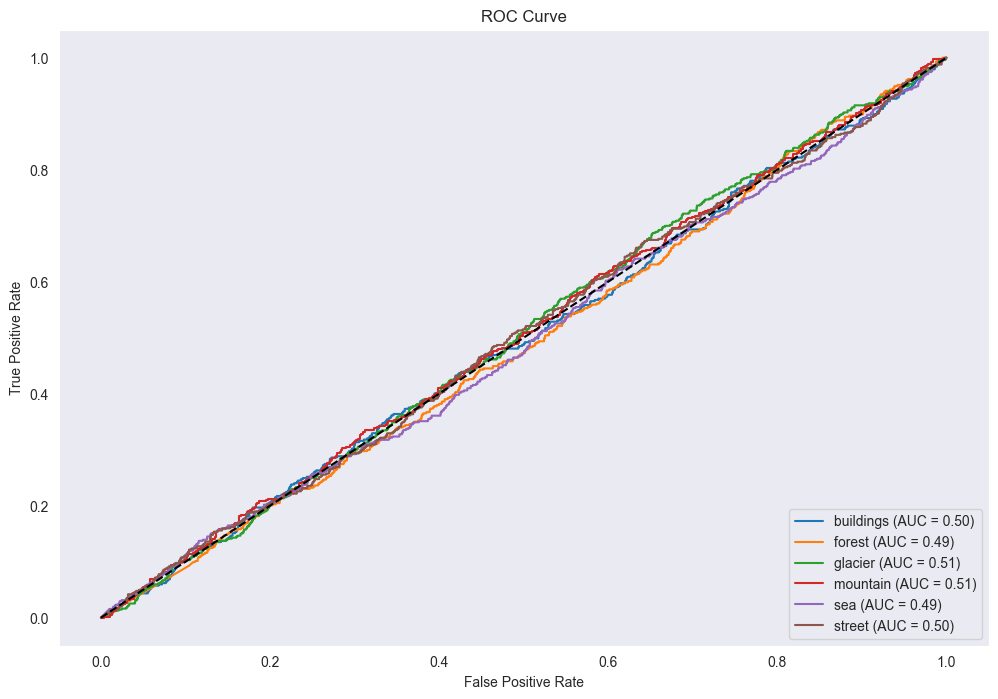 ROC Curve
1.0
0.8
0.6
0.4
0.2
0.0
True Positive Rate
0.0 0.2 0.4 0.6 0.8 1.0
False Positive Rate
buildings (AUC = 0.50)
forest (AUC = 0.49)
glacier (AUC = 0.51)
mountain (AUC = 0.51)
sea (AUC = 0.49)
street (AUC = 0.50)